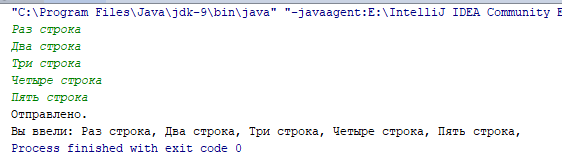 "C:\Program Files\Java\jdk-9\bin\java" "-javaagent:E:\IntelliJ IDEA Community E
Раз строка
Два строка
Три строка
Четыре строка
Пять строка
Отправлено.
Вы ввели: Раз строка, Два строка, Три строка, Четыре строка, Пять строка,
Process finished with exit code 0